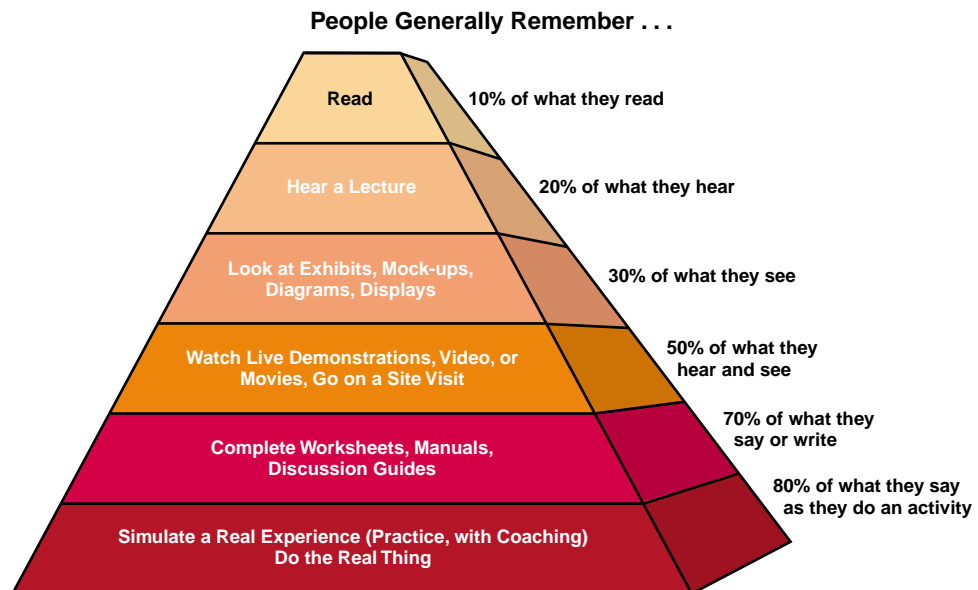 People Generally Remember . . .
Read
10% of what they read
Hear a Lecture
20% of what they hear
Look at Exhibits, Mock-ups,
Diagrams, Displays
30% of what they see
Watch Live Demonstrations, Video, or
Movies, Go on a Site Visit
50% of what they
hear and see
Complete Worksheets, Manuals,
Discussion Guides
70% of what they
say or write
Simulate a Real Experience (Practice, with Coaching)
Do the Real Thing
80% of what they say
as they do an activity